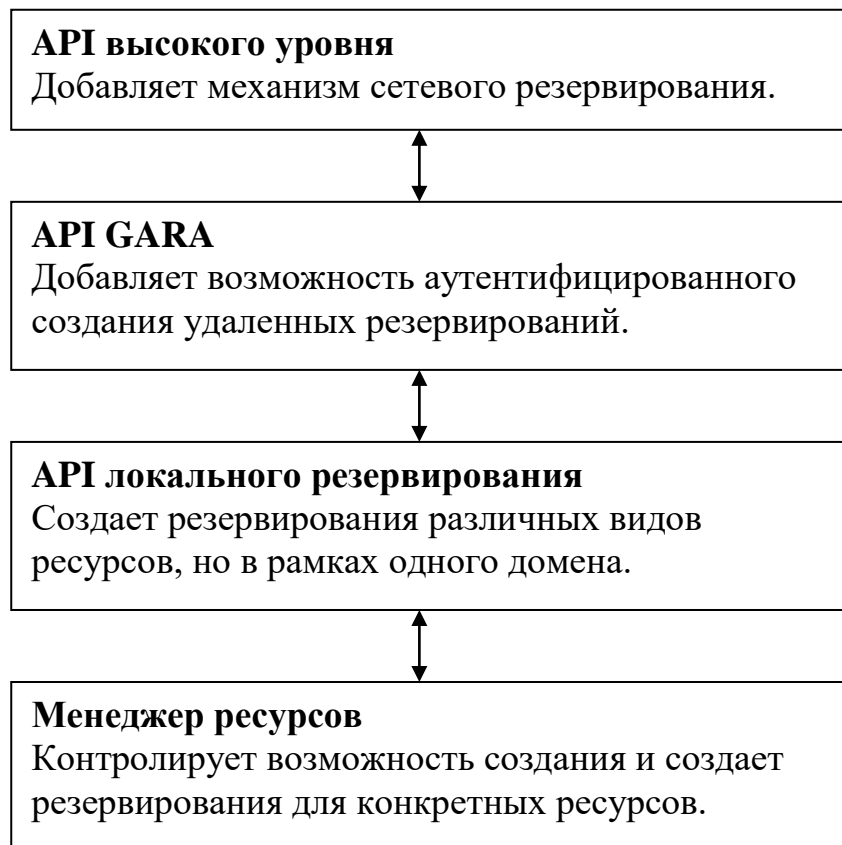 API высокого уровня
Добавляет механизм сетевого резервирования.
API GARA
Добавляет возможность аутентифицированного
создания удаленных резервирований.
API локального резервирования
Создает резервирования различных видов
ресурсов, но в рамках одного домена.
Менеджер ресурсов
Контролирует возможность создания и создает
резервирования для конкретных ресурсов.